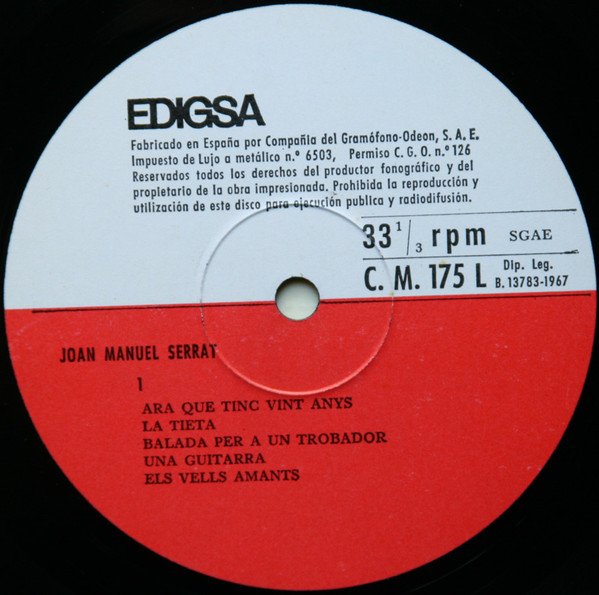 EDIGSA
Fabricado en España por Compañia del Gramófono-Odeon, S. A. E.
Impuesto de Lujo a metálico n.º 6503, Permiso C. G. O. n.º 126
Reservados todos los derechos del productor fonográfico y del
propletario de la obra impresionada. Prohibida la reproducción y
utilización de este disco para ejecución publica y radiodifusión.
33 1/3 rpm SGAE
C. M. 175 L Dip. Leg.
B. 13783-1967
JOAN MANUEL SERRAT
1
ARA QUE TINC VINT ANYS
LA TIETA
BALADA PER A UN TROBADOR
UNA GUITARRA
ELS VELLS AMANTS